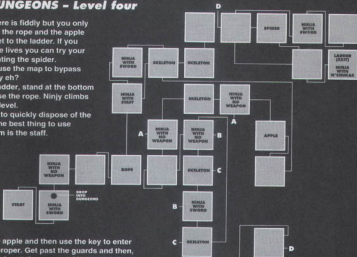 UNGEONS – Level four
D
ere is fiddly but you only
the rope and the apple
et to the ladder. If you
e lives you can try your
ting the spider.
use the map to bypass
y eh?
adder, stand at the bottom
se the rope. Ninja climbs
level.
to quickly dispose of the
he best thing to use
m is the staff.
SPIDER
NINJA
WITH
SWORD
LADDER
(EXIT)
NINJA
WITH
NINJA
WITH
SWORD
SKELETON
SKELETON
NINJA
WITH
STAFF
SKELETON
NINJA
WITH
NO
WEAPON
A
A
NINJA
WITH
NO
WEAPON
NINJA
WITH
NO
WEAPON
B
APPLE
NINJA
WITH
NO
WEAPON
ROPE
SKELETON
C
START
DROP
INTO
DUNGEONS
NINJA
WITH
SWORD
B
NINJA
WITH
SWORD
C
SKELETON
D
apple and then use the key to enter
roper. Get past the guards and then,